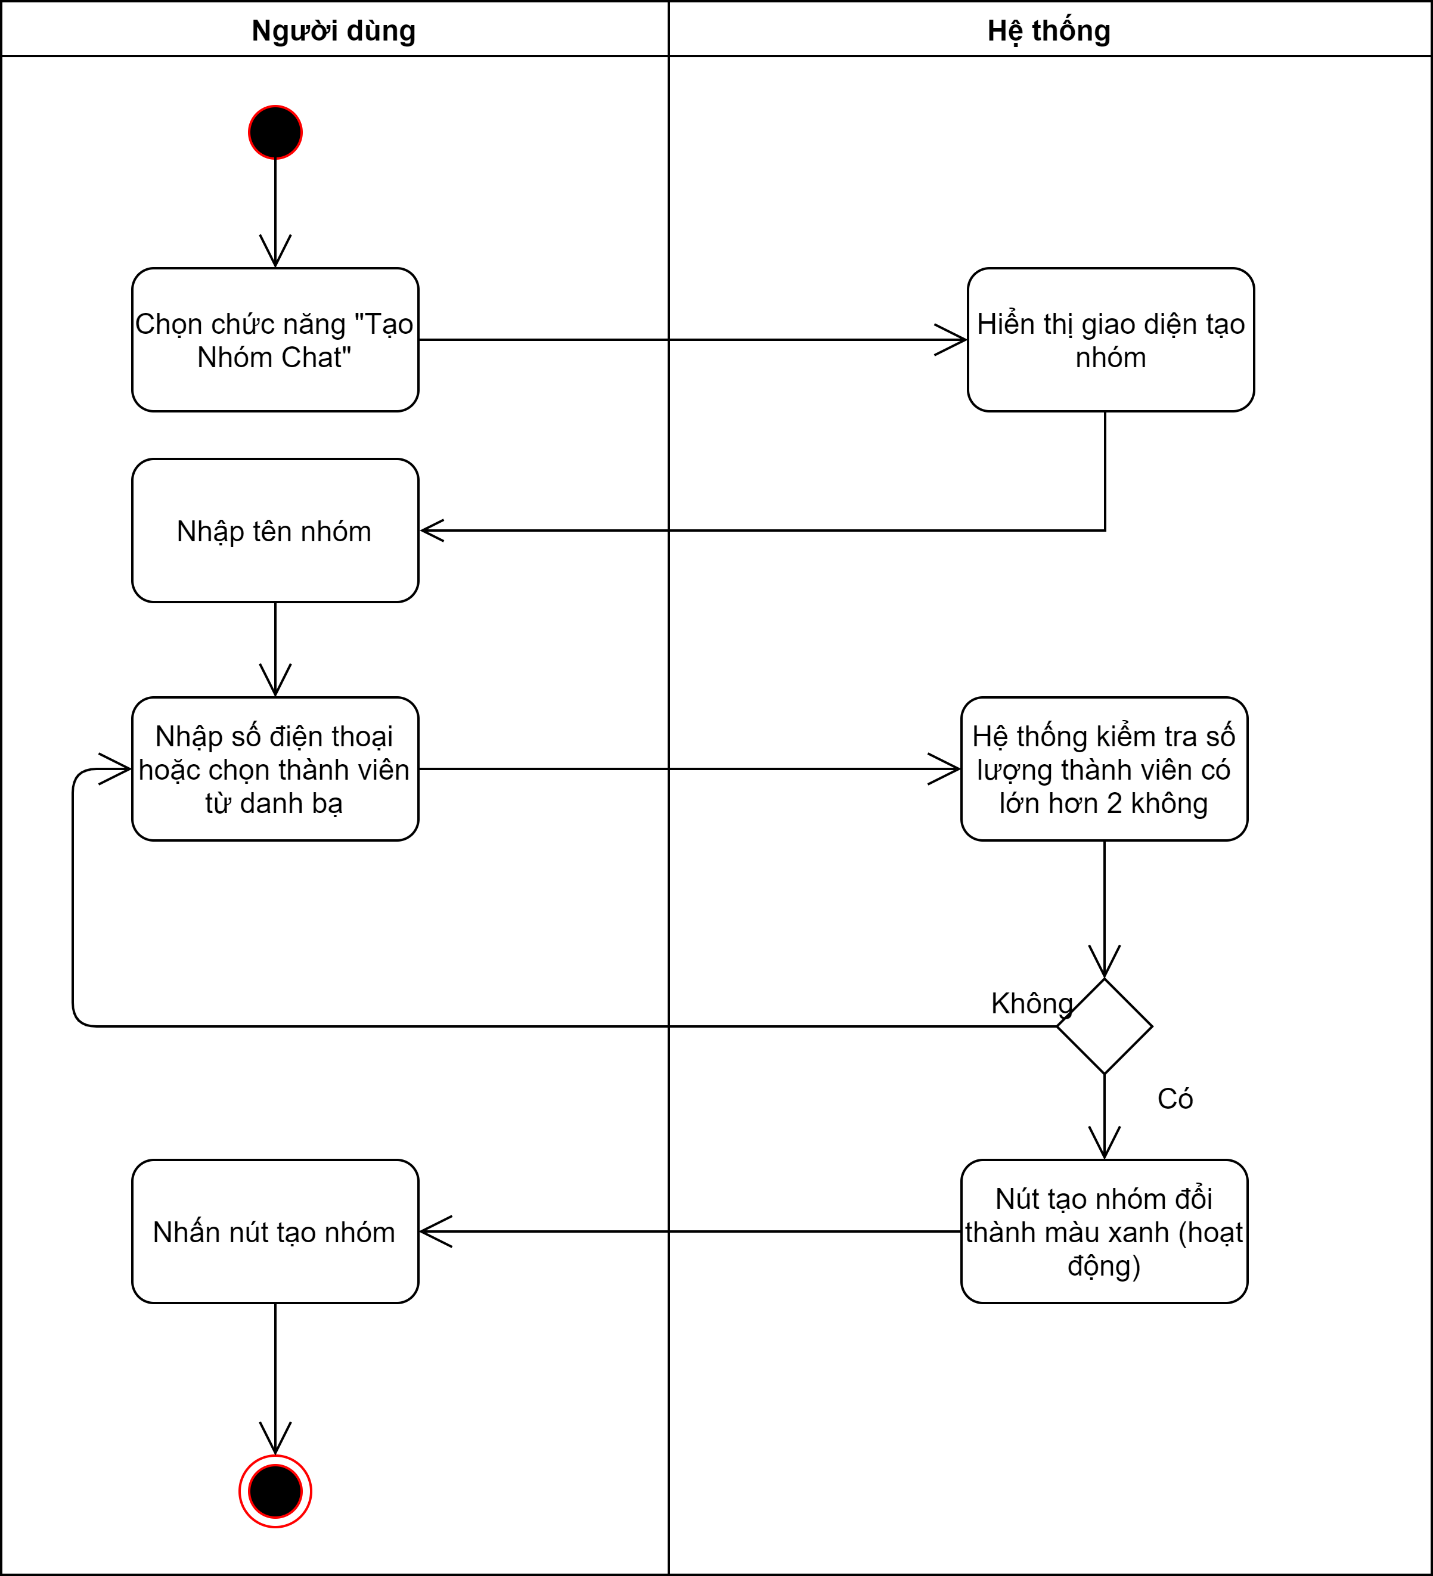 Người dùng
Hệ thống
Chọn chức năng "Tạo
Nhóm Chat"
Hiển thị giao diện tạo
nhóm
Nhập tên nhóm
Nhập số điện thoại
hoặc chọn thành viên
từ danh bạ
Hệ thống kiểm tra số
lượng thành viên có
lớn hơn 2 không
Không
Có
Nhấn nút tạo nhóm
Nút tạo nhóm đổi
thành màu xanh (hoạt
động)